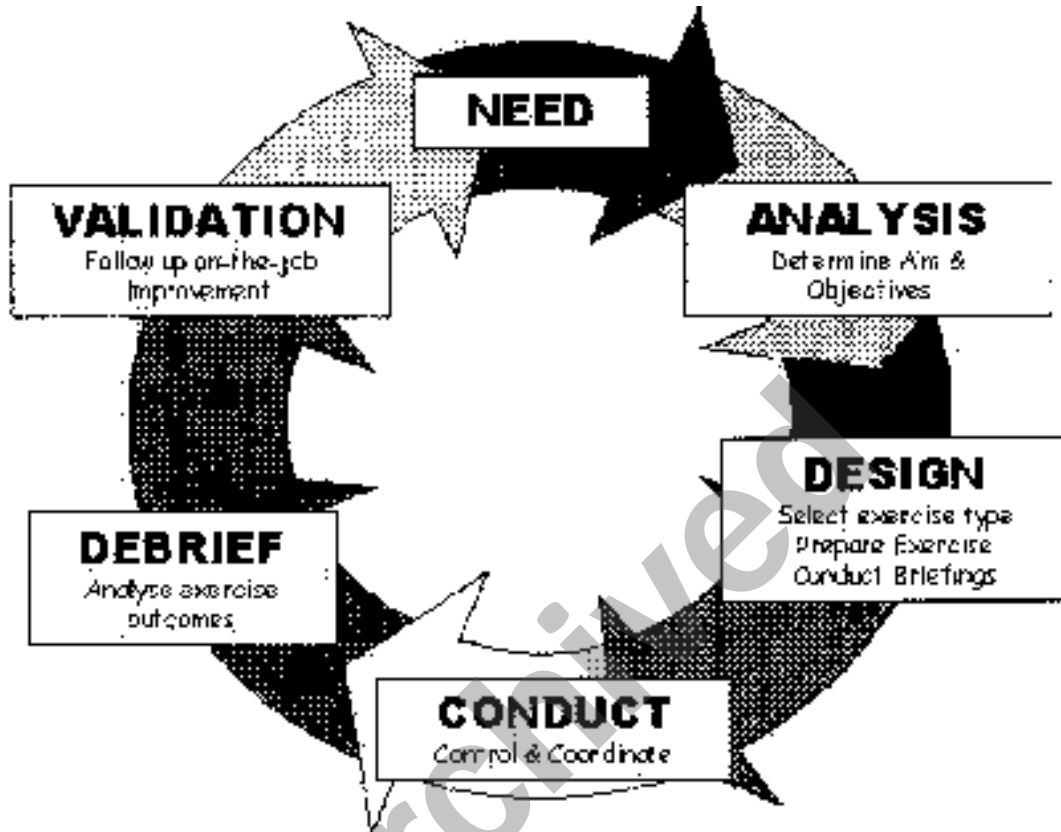 NEED
ANALYSIS
Determine Aim &
Objectives
DESIGN
Select exercise type
Prepare Exercise
Conduct Briefings
CONDUCT
Control & Coordinate
DEBRIEF
Analyse exercise
outcomes
VALIDATION
Follow up on-the-job
Improvement
rchived